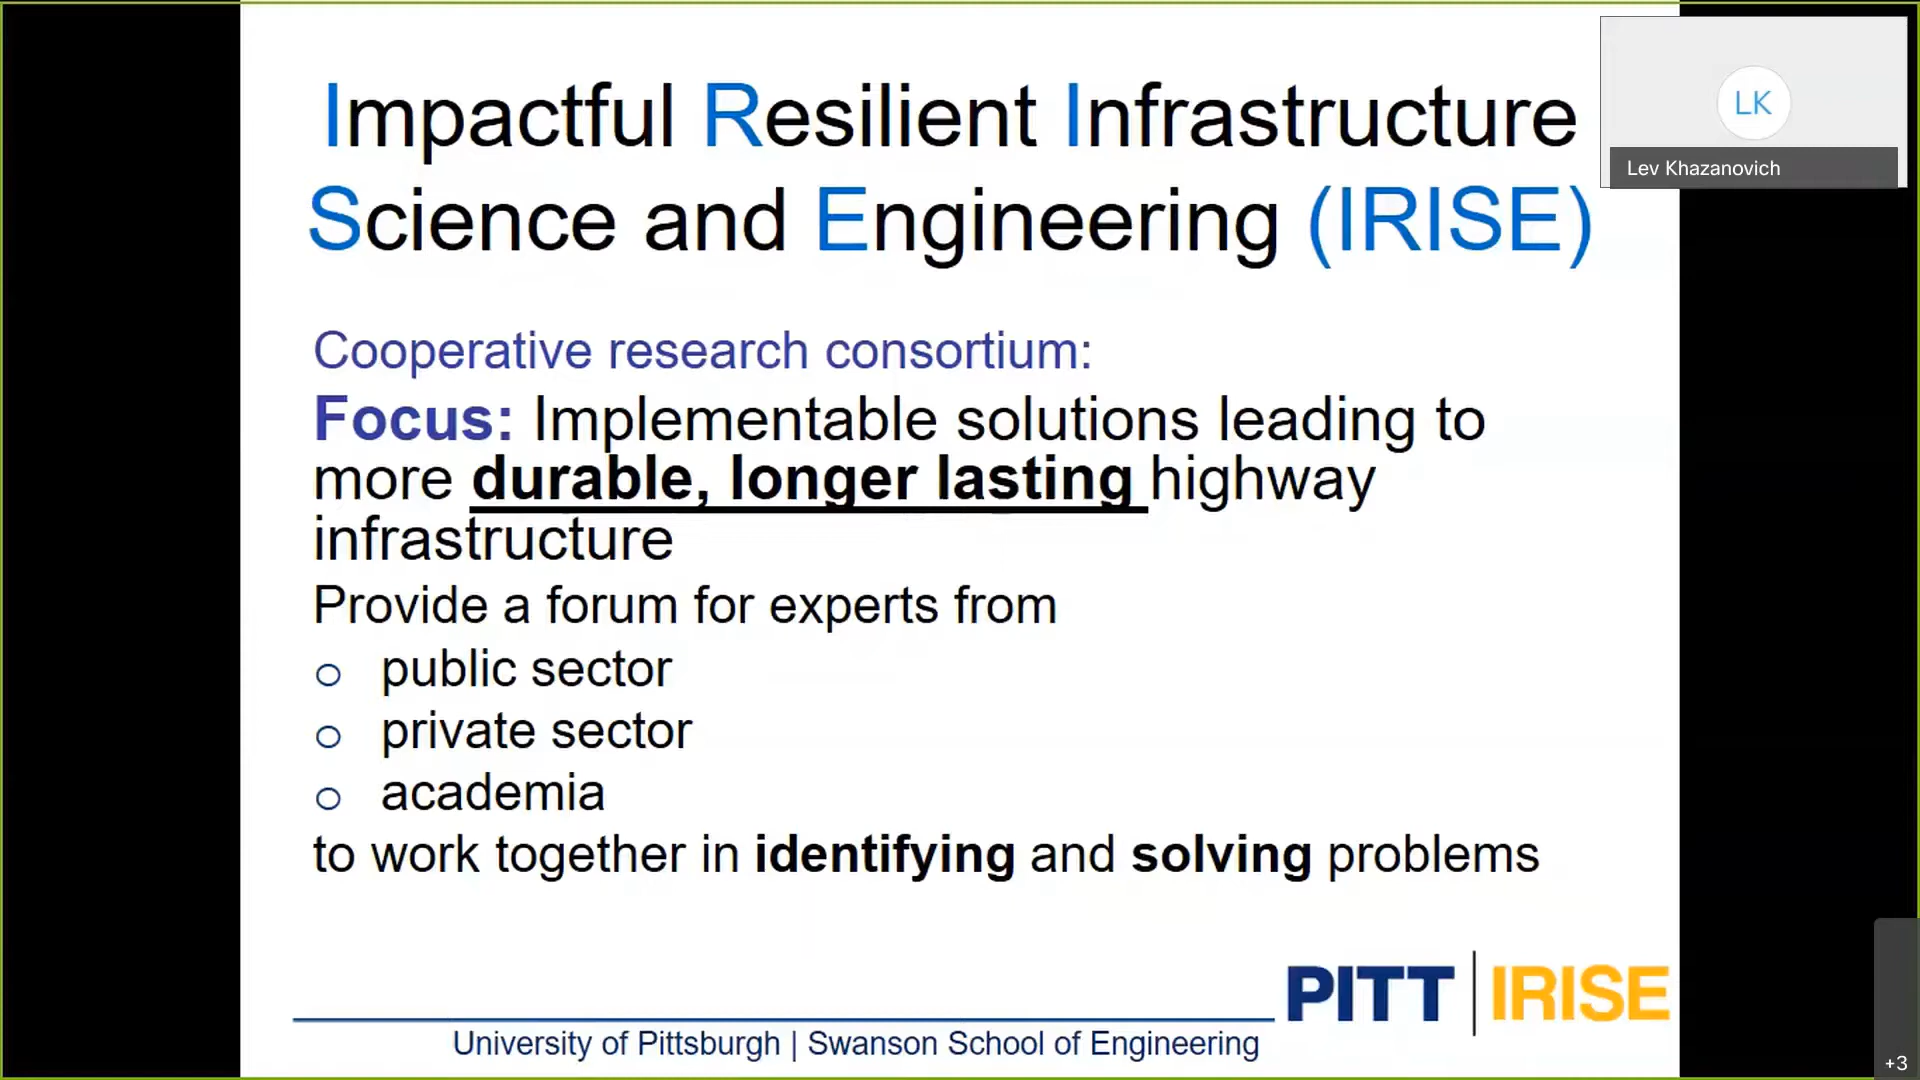 Impactful Resilient Infrastructure
Science and Engineering (IRISE)
LK
Lev Khazanovich
Cooperative research consortium:
Focus: Implementable solutions leading to
more durable, longer lasting highway
infrastructure
Provide a forum for experts from
o public sector
o private sector
o academia
to work together in identifying and solving problems
PITT | IRISE
University of Pittsburgh | Swanson School of Engineering
+3